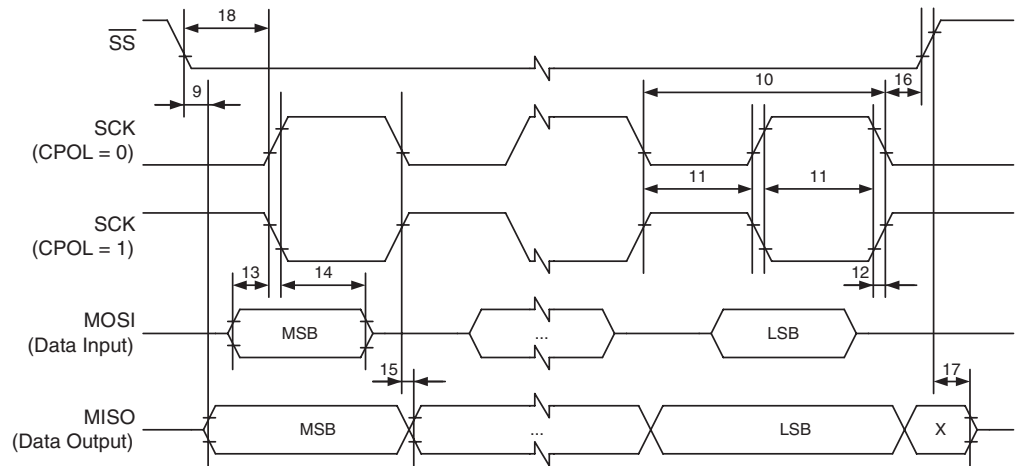 18
SS
10
9
16
SCK
(CPOL = 0)
11
11
SCK
(CPOL = 1)
13
14
12
MOSI
(Data Input)
MSB
...
LSB
15
17
MISO
(Data Output)
MSB
...
LSB
X